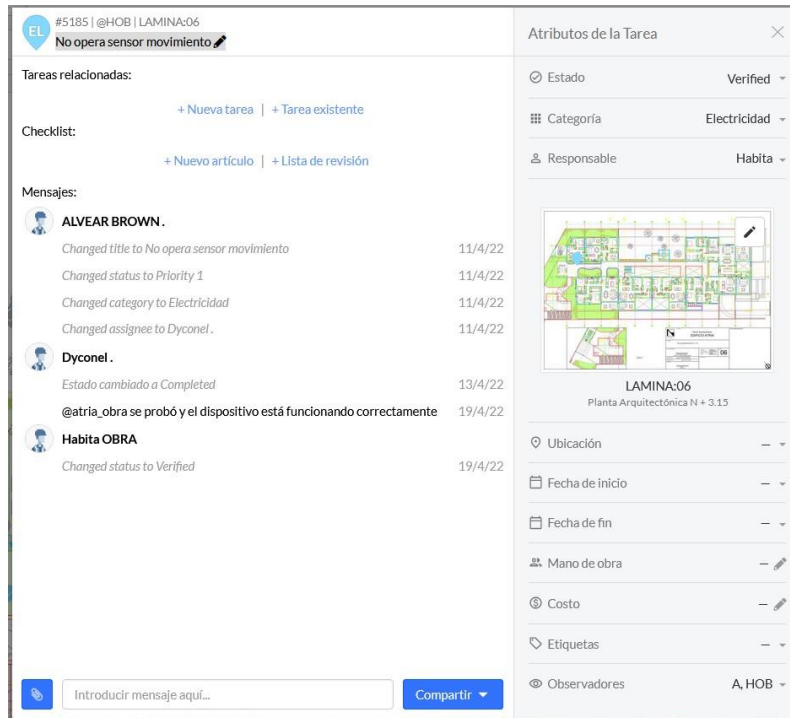 EL
#5185 | @HOB | LAMINA:06
No opera sensor movimiento
Tareas relacionadas:
+ Nueva tarea | + Tarea existente
Checklist:
+ Nuevo artículo | + Lista de revisión
Mensajes:
ALVEAR BROWN .
Changed title to No opera sensor movimiento 11/4/22
Changed status to Priority 1 11/4/22
Changed category to Electricidad 11/4/22
Changed assignee to Dyconel . 11/4/22
Dyconel .
Estado cambiado a Completed 13/4/22
@atria_obra se probó y el dispositivo está funcionando correctamente 19/4/22
Habita OBRA
Changed status to Verified 19/4/22
Introducir mensaje aquí...
Compartir
Atributos de la Tarea
Estado Verified
Categoría Electricidad
Responsable Habita
N
06
LAMINA:06
Planta Arquitectónica N + 3.15
Ubicación –
Fecha de inicio –
Fecha de fin –
Mano de obra –
Costo –
Etiquetas –
Observadores A, HOB